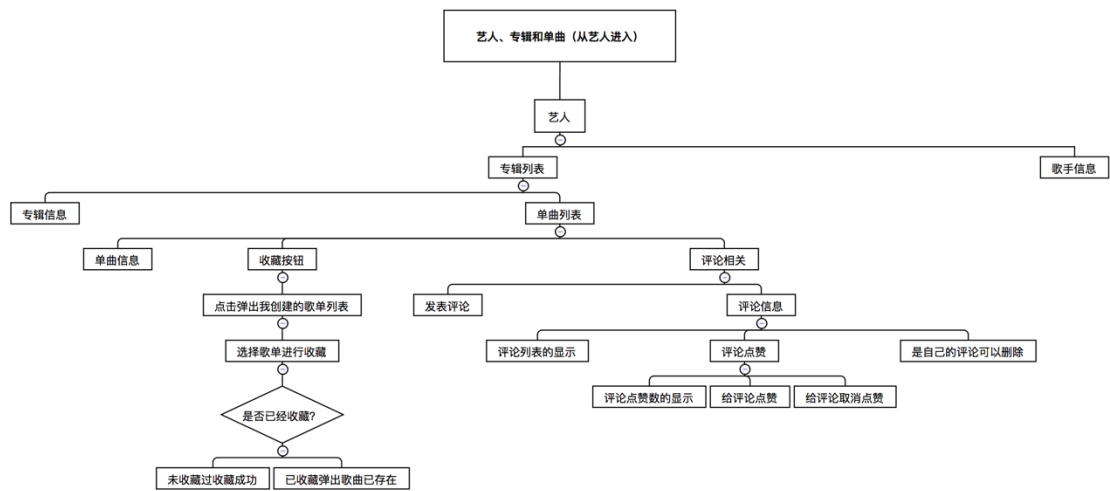 艺人、专辑和单曲（从艺人进入）
艺人
专辑列表
歌手信息
专辑信息
单曲列表
单曲信息
收藏按钮
评论相关
点击弹出我创建的歌单列表
发表评论
评论信息
选择歌单进行收藏
评论列表的显示
评论点赞
是自己的评论可以删除
评论点赞数的显示
给评论点赞
给评论取消点赞
是否已经收藏?
未收藏过收藏成功
已收藏弹出歌曲已存在